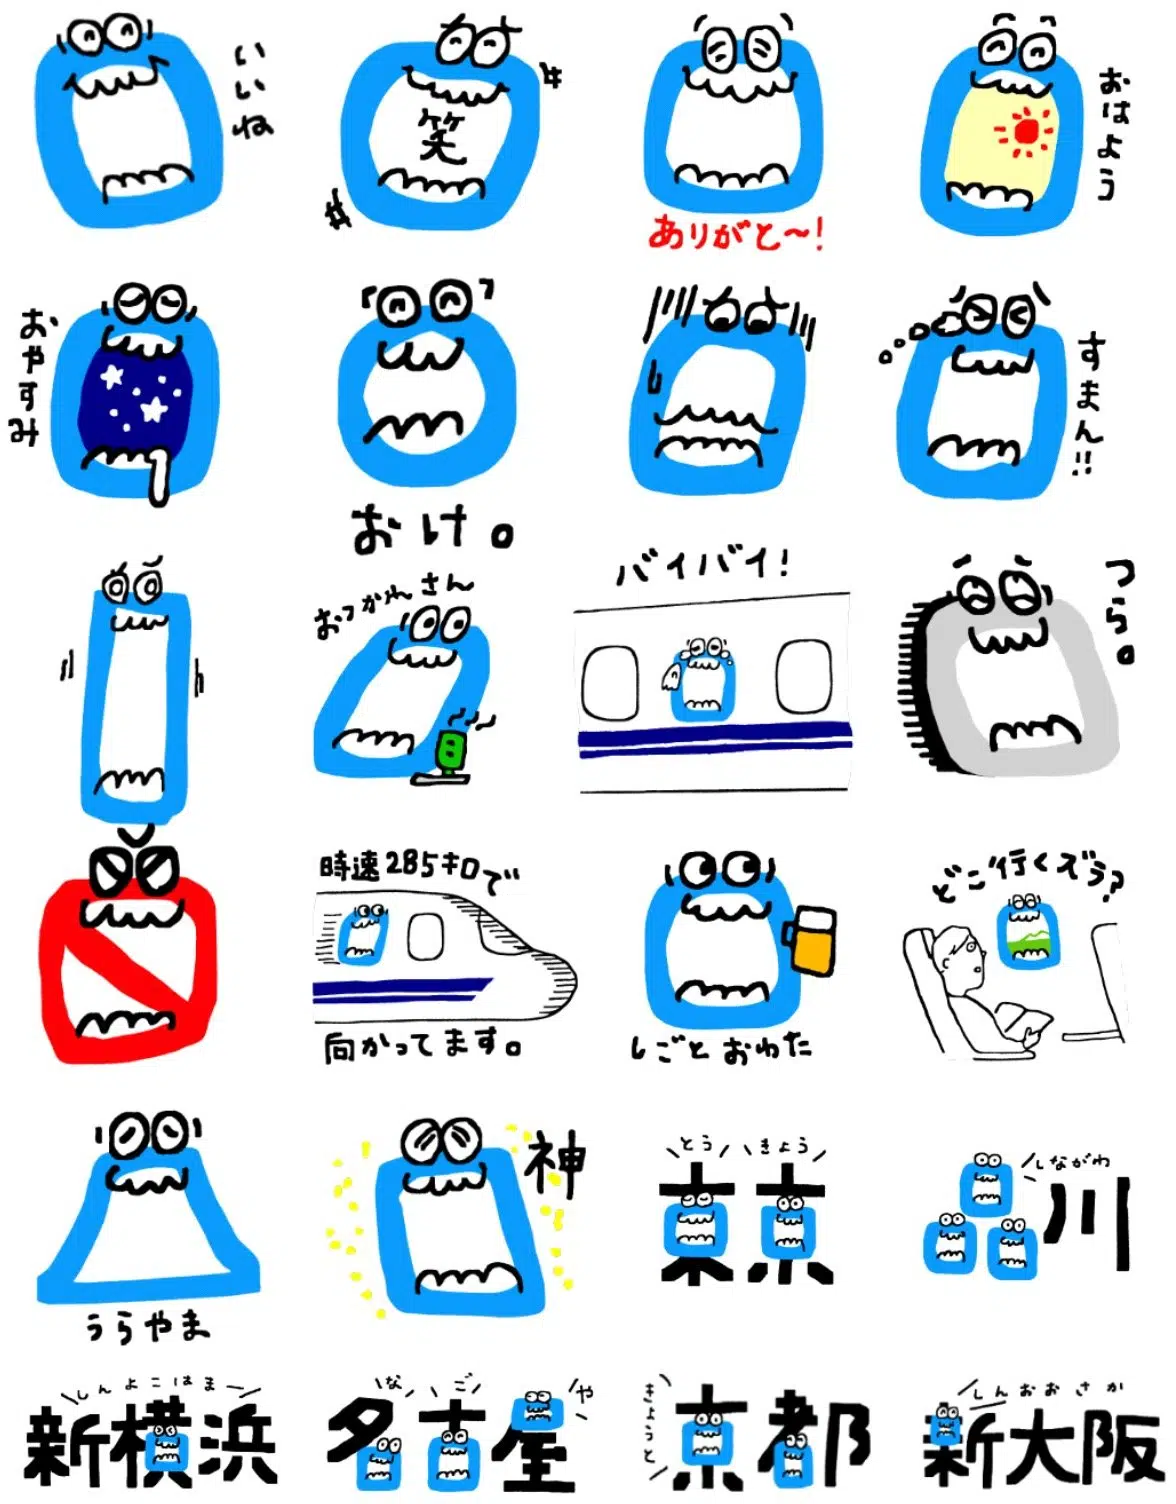 いいね
笑
ありがと〜!
おはよう
おやすみ
おけ。
すまん!!
おつかれさん
バイバイ!
つら。
時速285キロで
向かってます。
しごとおわた
どこ行くズラ?
うらやま
神
とうきょう
東京
しながわ
品川
しんよこはまー
新横浜
なごや
名古屋
きょうと
京都
しんおおさか
新大阪